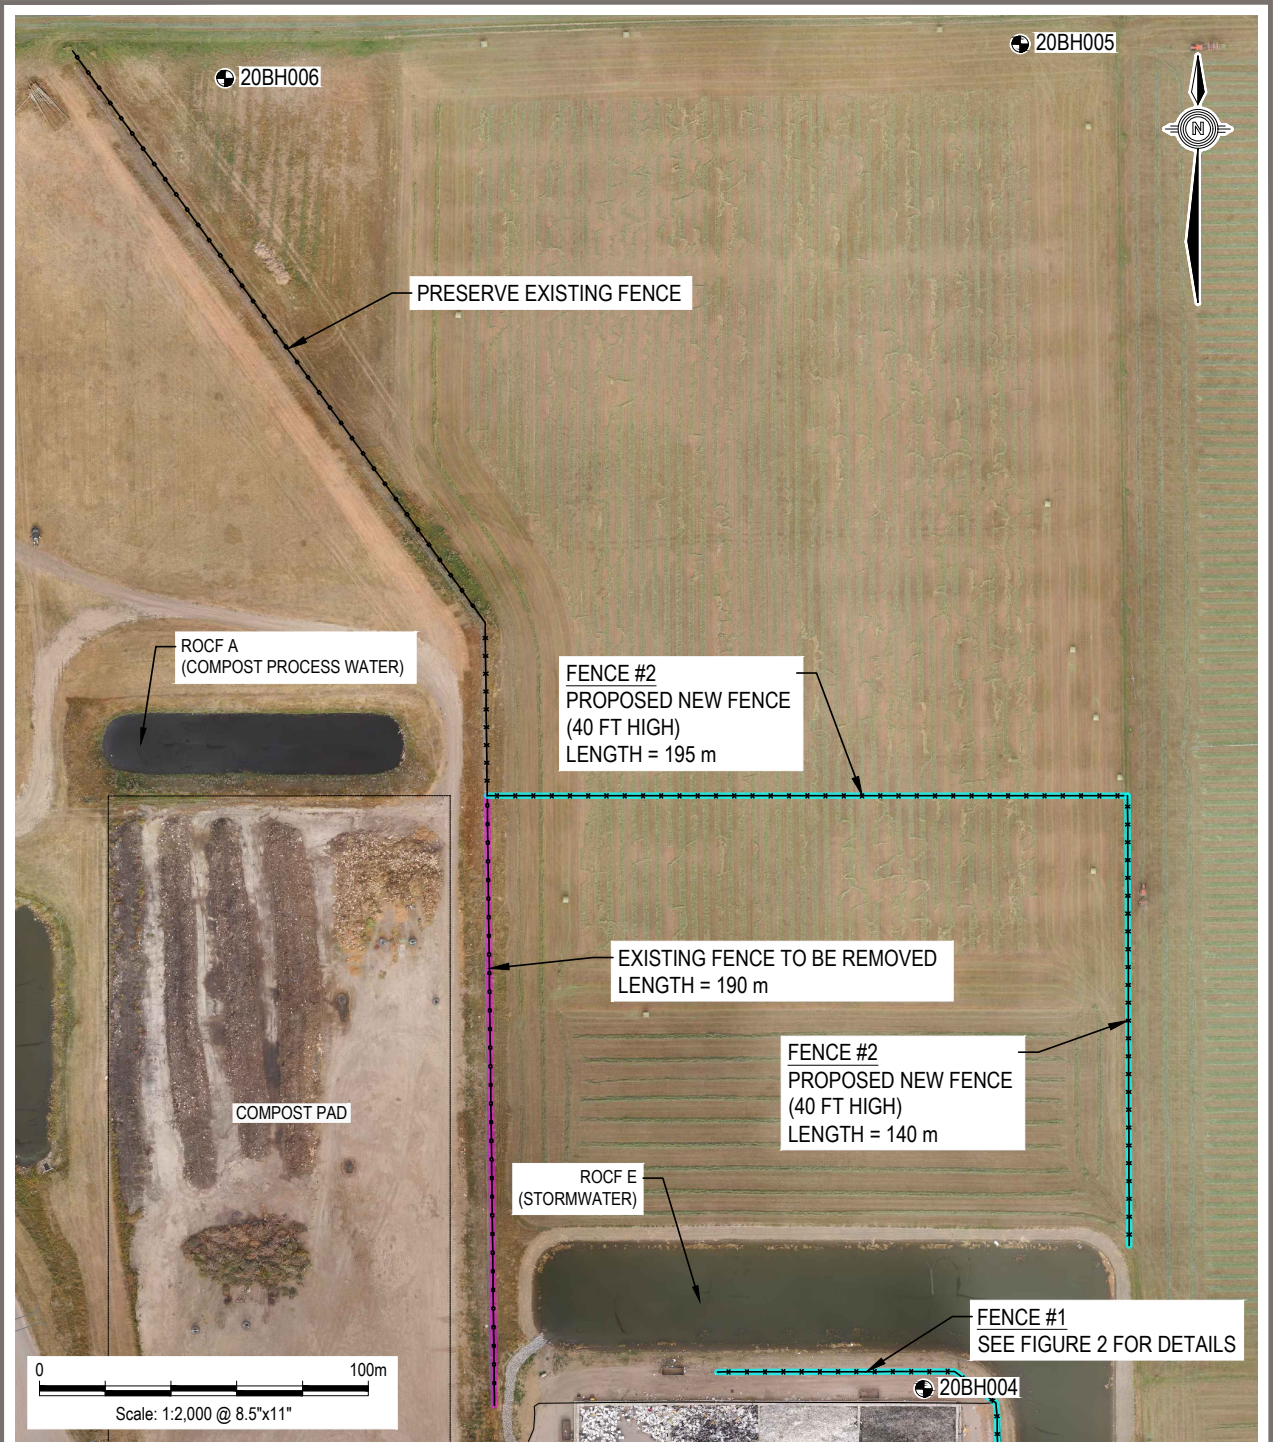 20BH006
20BH005
N
PRESERVE EXISTING FENCE
ROCF A
(COMPOST PROCESS WATER)
FENCE #2
PROPOSED NEW FENCE
(40 FT HIGH)
LENGTH = 195 m
EXISTING FENCE TO BE REMOVED
LENGTH = 190 m
FENCE #2
PROPOSED NEW FENCE
(40 FT HIGH)
LENGTH = 140 m
COMPOST PAD
ROCF E
(STORMWATER)
FENCE #1
SEE FIGURE 2 FOR DETAILS
20BH004
0 100m
Scale: 1:2,000 @ 8.5"x11"